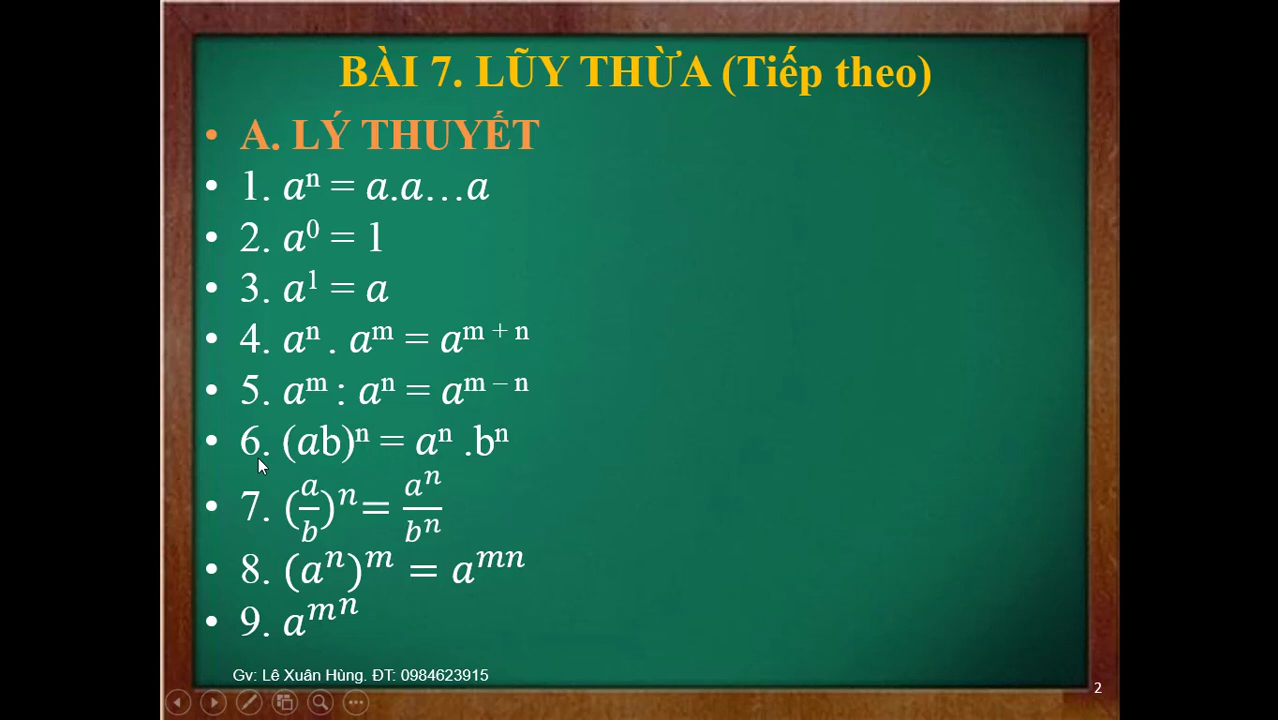 BÀI 7. LŨY THỪA (Tiếp theo)
• A. LÝ THUYẾT
• 1. aⁿ = a.a…a
• 2. a⁰ = 1
• 3. a¹ = a
• 4. aⁿ . aᵐ = aᵐ ⁺ ⁿ
• 5. aᵐ : aⁿ = aᵐ ⁻ ⁿ
• 6. (ab)ⁿ = aⁿ .bⁿ
• 7. (a/b)ⁿ = aⁿ/bⁿ
• 8. (aⁿ)ᵐ = aᵐⁿ
• 9. a^m^n
Gv: Lê Xuân Hùng. ĐT: 0984623915
2